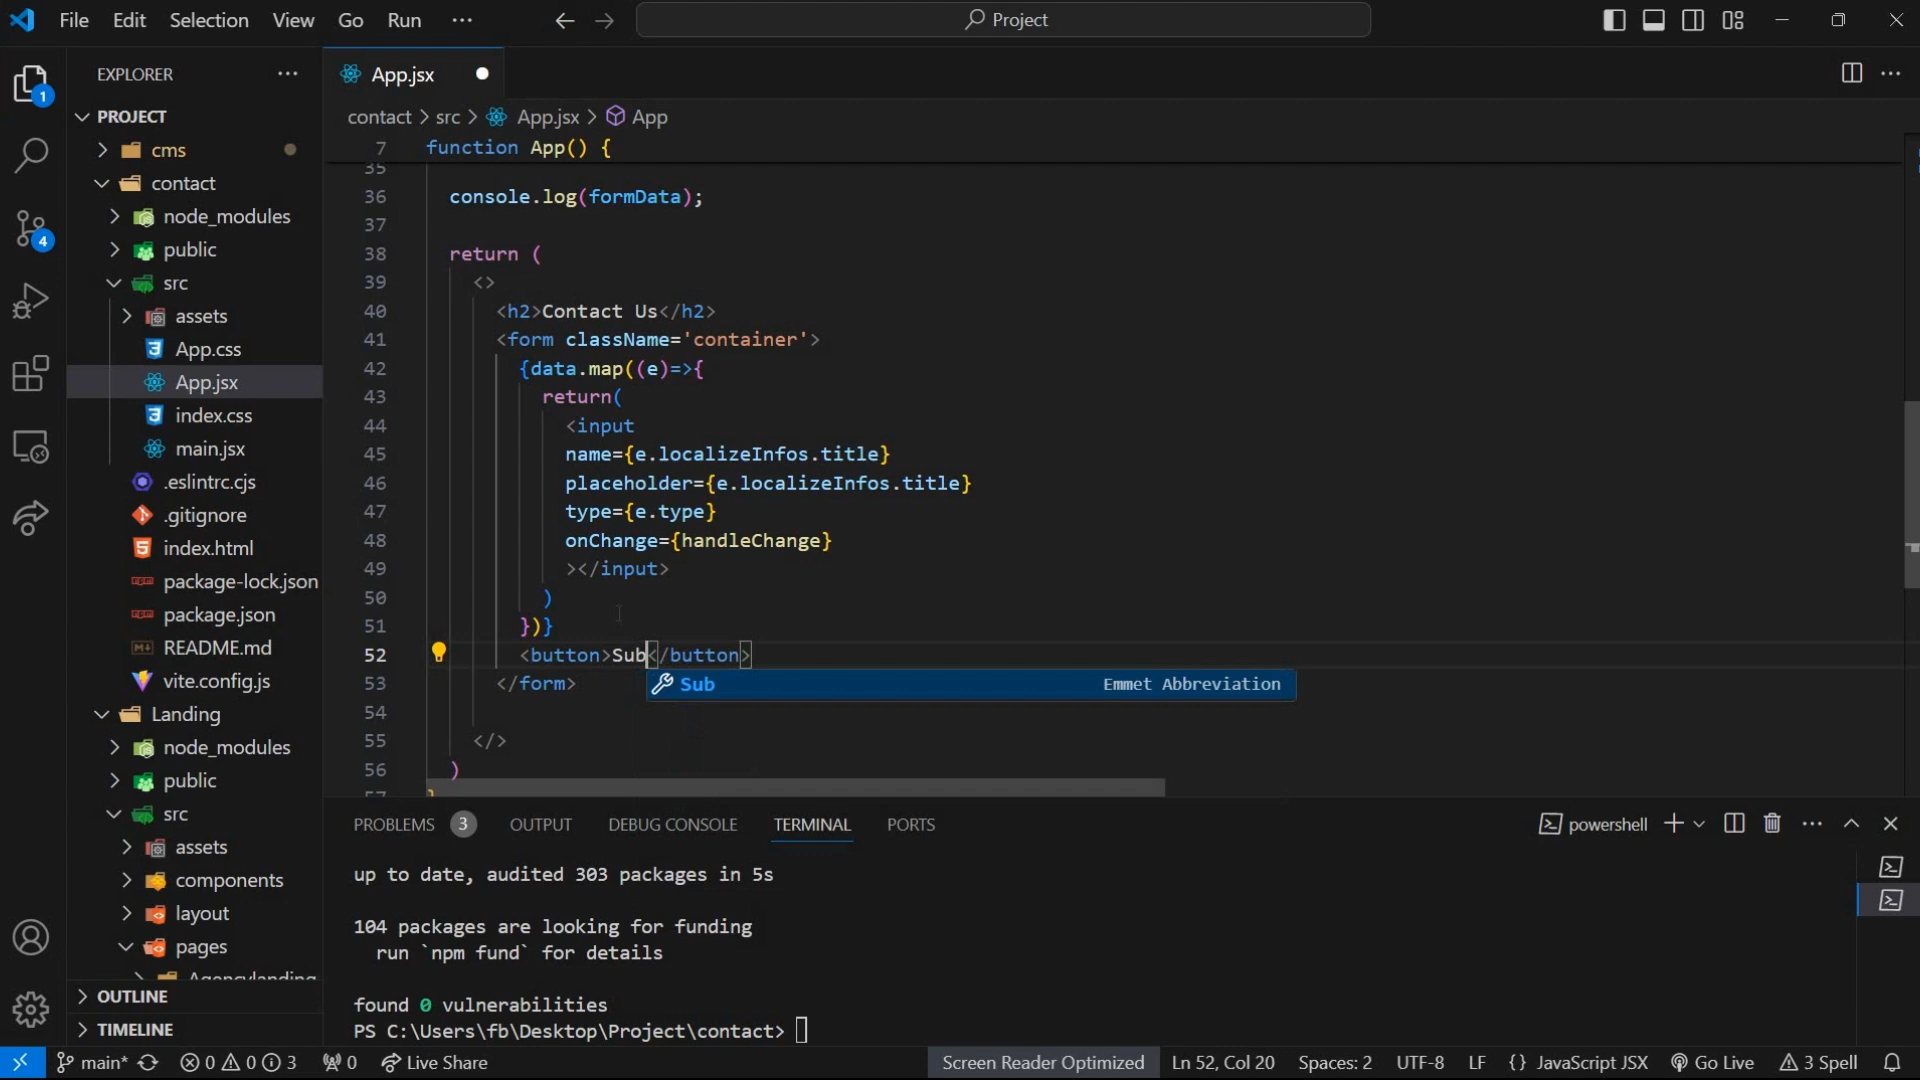 File Edit Selection View Go Run ··· Project
EXPLORER
PROJECT
cms
contact
node_modules
public
src
assets
App.css
App.jsx
index.css
main.jsx
.eslintrc.cjs
.gitignore
index.html
package-lock.json
package.json
README.md
vite.config.js
Landing
node_modules
public
src
assets
components
layout
pages
Agencylanding
OUTLINE
TIMELINE
1
4
App.jsx
contact > src > App.jsx > App
7 function App() {
35
36 console.log(formData);
37
38 return (
39 <>
40 <h2>Contact Us</h2>
41 <form className='container'>
42 {data.map((e)=>{
43 return(
44 <input
45 name={e.localizeInfos.title}
46 placeholder={e.localizeInfos.title}
47 type={e.type}
48 onChange={handleChange}
49 ></input>
50 )
51 })}
52 <button>Sub</button>
53 </form>
Sub Emmet Abbreviation
54
55 </>
56 )
57 }
PROBLEMS 3 OUTPUT DEBUG CONSOLE TERMINAL PORTS powershell
up to date, audited 303 packages in 5s
104 packages are looking for funding
run `npm fund` for details
found 0 vulnerabilities
PS C:\Users\fb\Desktop\Project\contact>
main* 0 0 3 0 Live Share Screen Reader Optimized Ln 52, Col 20 Spaces: 2 UTF-8 LF {} JavaScript JSX Go Live 3 Spell